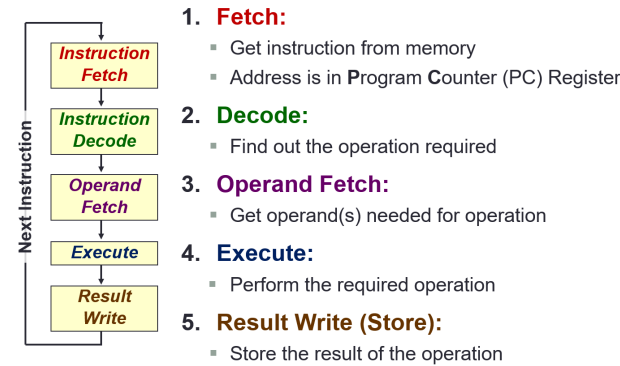 Next Instruction
Instruction
Fetch
Instruction
Decode
Operand
Fetch
Execute
Result
Write
1. Fetch:
▪ Get instruction from memory
▪ Address is in Program Counter (PC) Register
2. Decode:
▪ Find out the operation required
3. Operand Fetch:
▪ Get operand(s) needed for operation
4. Execute:
▪ Perform the required operation
5. Result Write (Store):
▪ Store the result of the operation